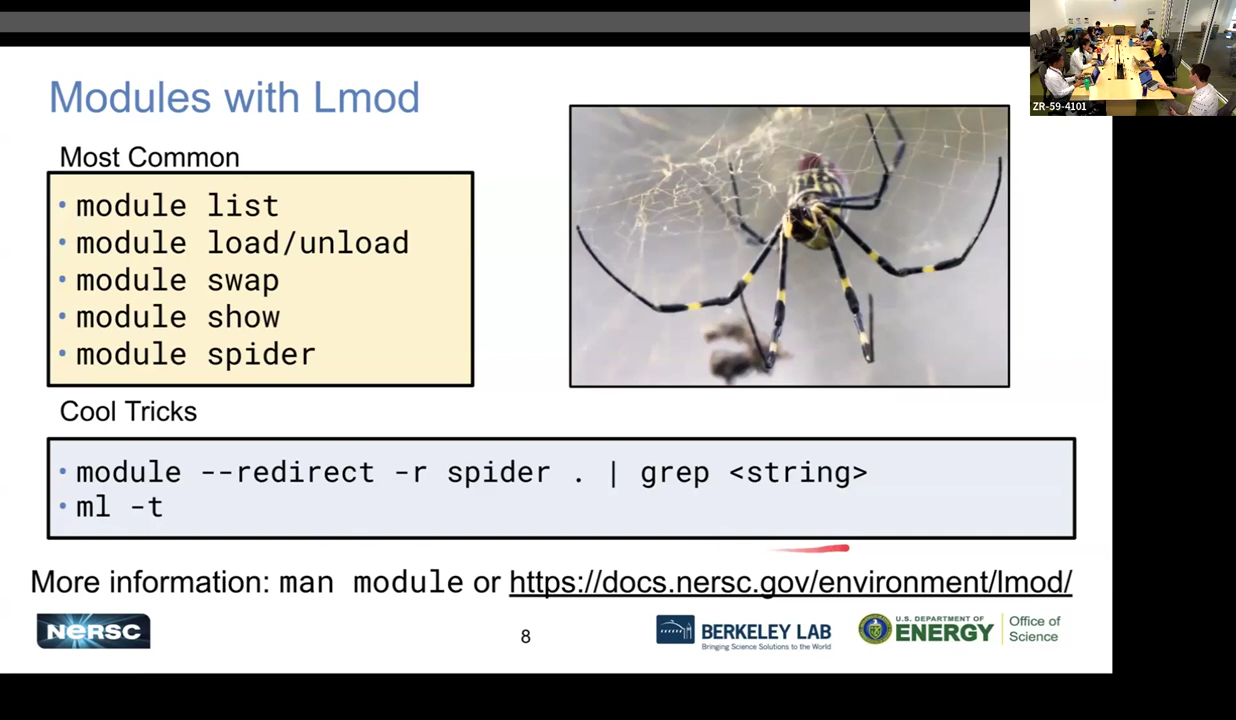 ZR-59-4101
Modules with Lmod
Most Common
• module list
• module load/unload
• module swap
• module show
• module spider
Cool Tricks
• module --redirect -r spider . | grep <string>
• ml -t
More information: man module or https://docs.nersc.gov/environment/lmod/
NERSC
8
BERKELEY LAB
Bringing Science Solutions to the World
U.S. DEPARTMENT OF
ENERGY
Office of
Science